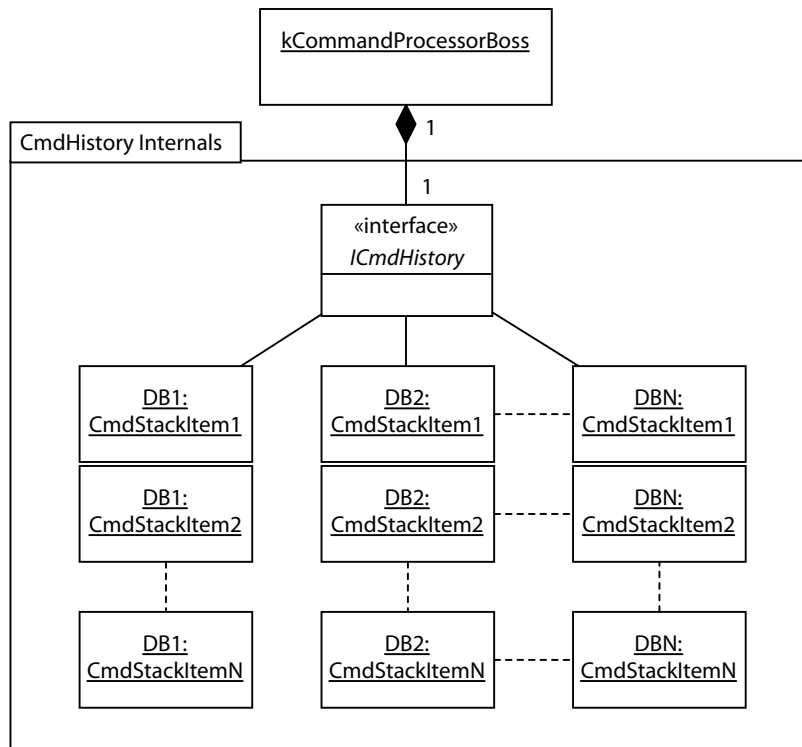 kCommandProcessorBoss
1
CmdHistory Internals
1
«interface»
ICmdHistory
DB1:
CmdStackItem1
DB2:
CmdStackItem1
DBN:
CmdStackItem1
DB1:
CmdStackItem2
DB2:
CmdStackItem2
DBN:
CmdStackItem2
DB1:
CmdStackItemN
DB2:
CmdStackItemN
DBN:
CmdStackItemN